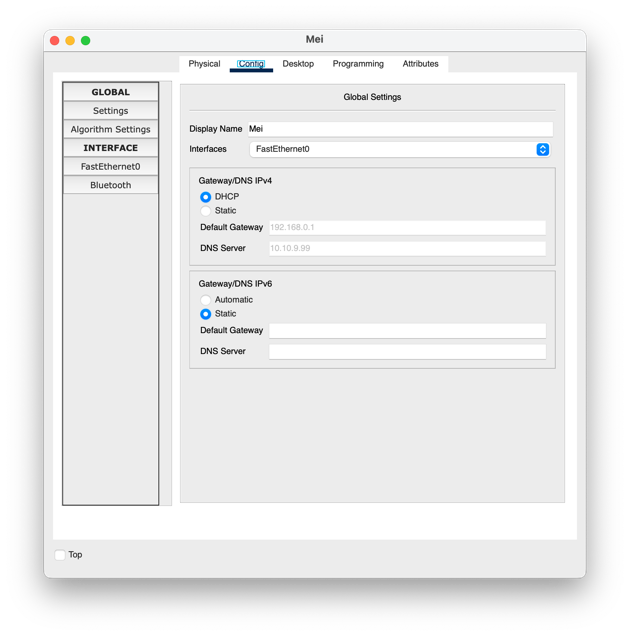 Mei
Physical Config Desktop Programming Attributes
GLOBAL
Settings
Algorithm Settings
INTERFACE
FastEthernet0
Bluetooth
Global Settings
Display Name Mei
Interfaces FastEthernet0
Gateway/DNS IPv4
DHCP
Static
Default Gateway 192.168.0.1
DNS Server 10.10.9.99
Gateway/DNS IPv6
Automatic
Static
Default Gateway
DNS Server
Top